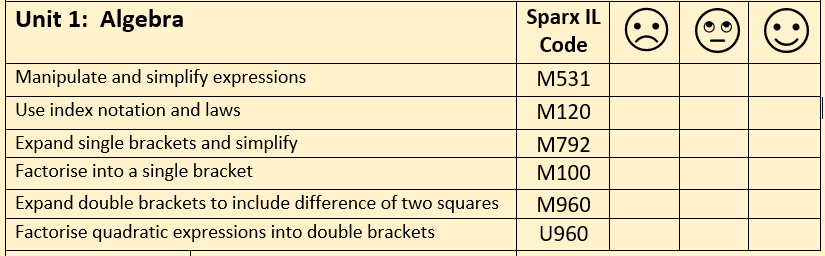 Unit 1: Algebra
Sparx IL
Code
Manipulate and simplify expressions M531
Use index notation and laws M120
Expand single brackets and simplify M792
Factorise into a single bracket M100
Expand double brackets to include difference of two squares M960
Factorise quadratic expressions into double brackets U960